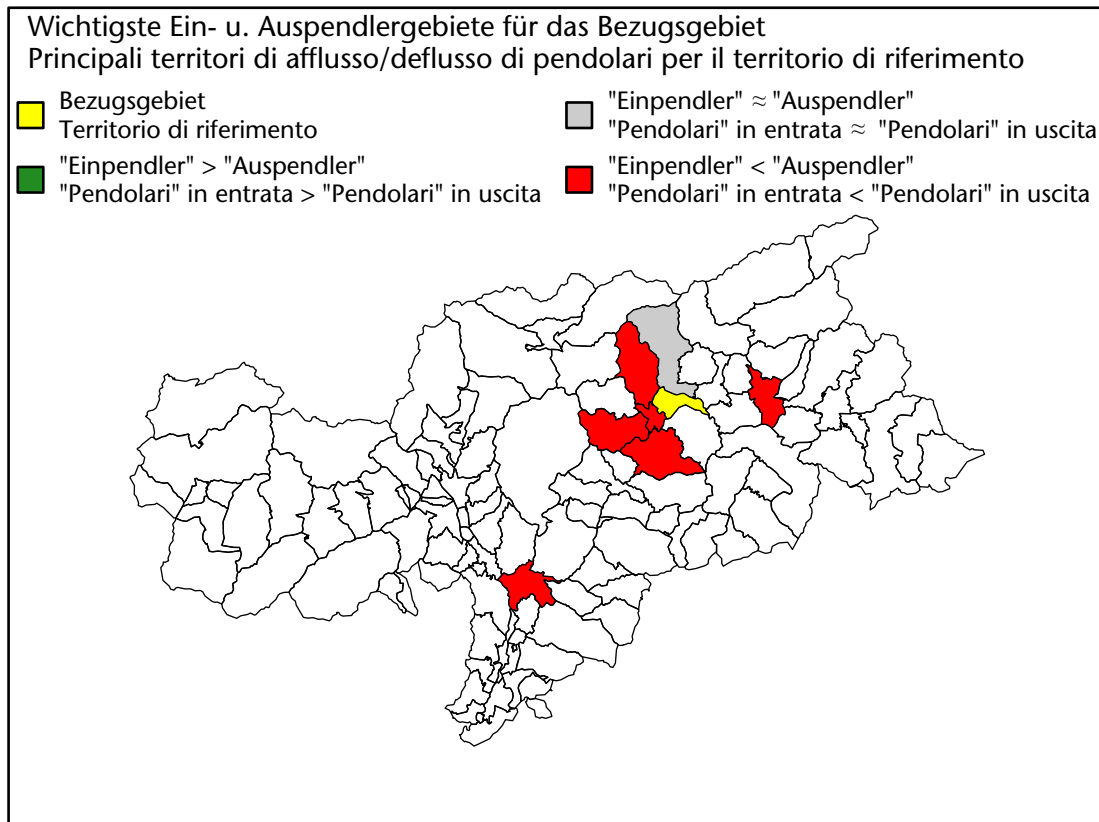 Wichtigste Ein- u. Auspendlergebiete für das Bezugsgebiet
Principali territori di afflusso/deflusso di pendolari per il territorio di riferimento
Bezugsgebiet
Territorio di riferimento
"Einpendler" > "Auspendler"
"Pendolari" in entrata > "Pendolari" in uscita
"Einpendler" ≈ "Auspendler"
"Pendolari" in entrata ≈ "Pendolari" in uscita
"Einpendler" < "Auspendler"
"Pendolari" in entrata < "Pendolari" in uscita